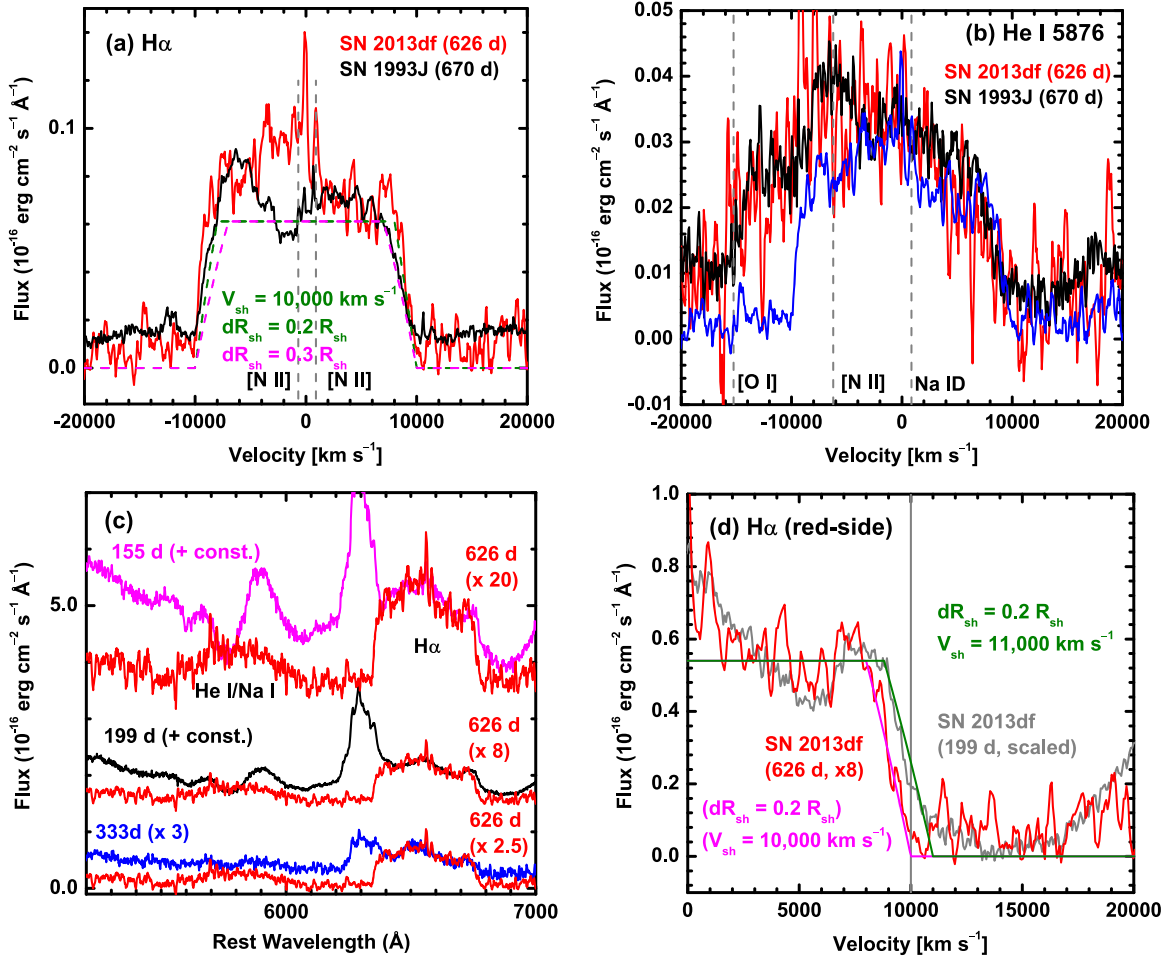 (a) Hα
SN 2013df (626 d)
SN 1993J (670 d)
0.1
0.0
Flux (10⁻¹⁶ erg cm⁻² s⁻¹ Å⁻¹)
V_sh = 10,000 km s⁻¹
dR_sh = 0.2 R_sh
dR_sh = 0.3 R_sh
[N II]
[N II]
-20000
-10000
0
10000
20000
Velocity [km s⁻¹]
(b) He I 5876
SN 2013df (626 d)
SN 1993J (670 d)
0.05
0.04
0.03
0.02
0.01
0.00
-0.01
Flux (10⁻¹⁶ erg cm⁻² s⁻¹ Å⁻¹)
[O I]
[N II]
Na ID
-20000
-10000
0
10000
20000
Velocity [km s⁻¹]
(c)
155 d (+ const.)
626 d
(x 20)
5.0
Hα
He I/Na I
199 d (+ const.)
626 d
(x 8)
333d (x 3)
626 d
(x 2.5)
0.0
Flux (10⁻¹⁶ erg cm⁻² s⁻¹ Å⁻¹)
6000
7000
Rest Wavelength (Å)
(d) Hα (red-side)
1.0
0.8
0.6
0.4
0.2
0.0
Flux (10⁻¹⁶ erg cm⁻² s⁻¹ Å⁻¹)
dR_sh = 0.2 R_sh
V_sh = 11,000 km s⁻¹
SN 2013df
(626 d, x8)
SN 2013df
(199 d, scaled)
(dR_sh = 0.2 R_sh)
(V_sh = 10,000 km s⁻¹)
0
5000
10000
15000
20000
Velocity [km s⁻¹]